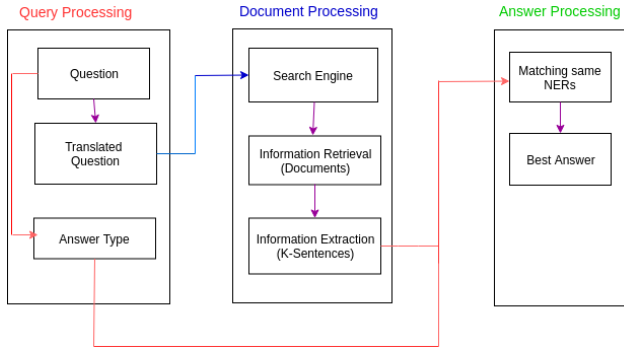 Query Processing
Question
Translated
Question
Answer Type
Document Processing
Search Engine
Information Retrieval
(Documents)
Information Extraction
(K-Sentences)
Answer Processing
Matching same
NERs
Best Answer